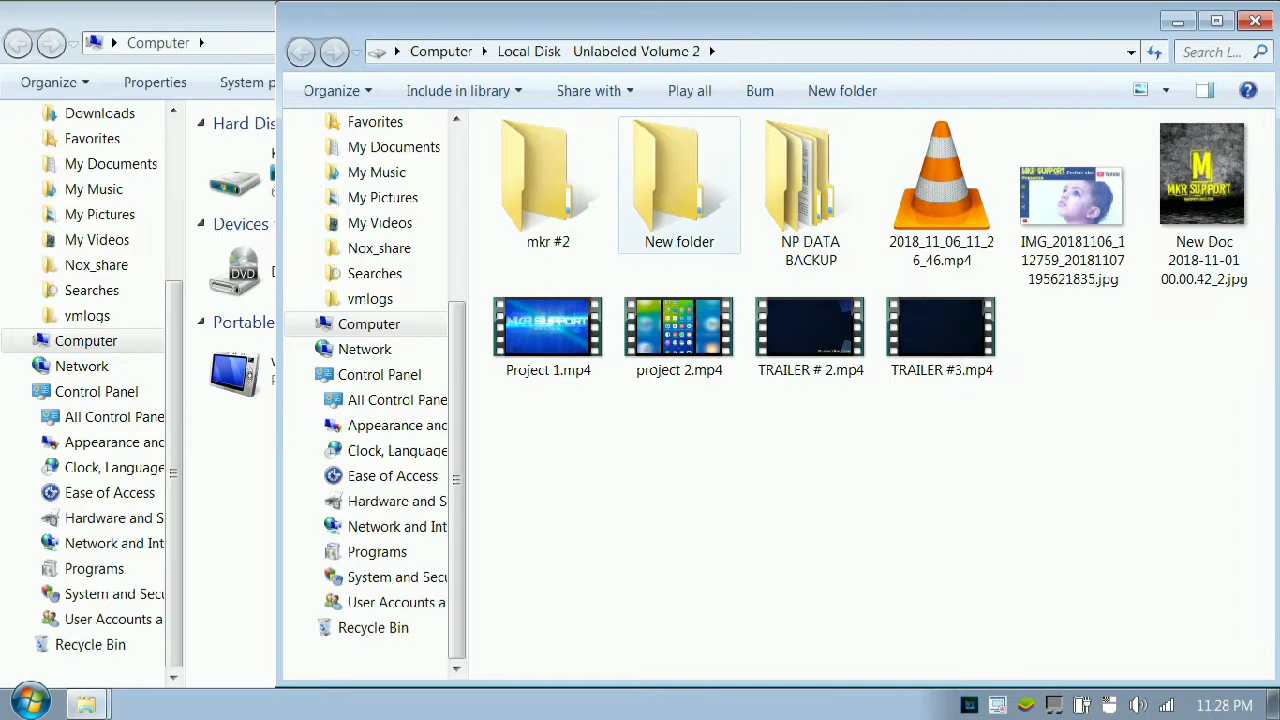 Computer
Organize
Properties
System p
Downloads
Favorites
My Documents
My Music
My Pictures
My Videos
Nox_share
Searches
vmlogs
Computer
Network
Control Panel
All Control Pane
Appearance and
Clock, Language
Ease of Access
Hardware and S
Network and Int
Programs
System and Secu
User Accounts a
Recycle Bin
Hard Dis
Devices
DVD
Portable
Computer
Local Disk
Unlabeled Volume 2
Search L...
Organize
Include in library
Share with
Play all
Burn
New folder
Favorites
My Documents
My Music
My Pictures
My Videos
Nox_share
Searches
vmlogs
Computer
Network
Control Panel
All Control Pane
Appearance and
Clock, Language
Ease of Access
Hardware and S
Network and Int
Programs
System and Secu
User Accounts a
Recycle Bin
mkr #2
New folder
NP DATA
BACKUP
2018_11_06_11_2
6_46.mp4
MKR SUPPORT
IMG_20181106_1
12759_20181107
195621835.jpg
M
MKR SUPPORT
New Doc
2018-11-01
00.00.42_2.jpg
MKR SUPPORT
Project 1.mp4
project 2.mp4
TRAILER # 2.mp4
TRAILER #3.mp4
11:28 PM